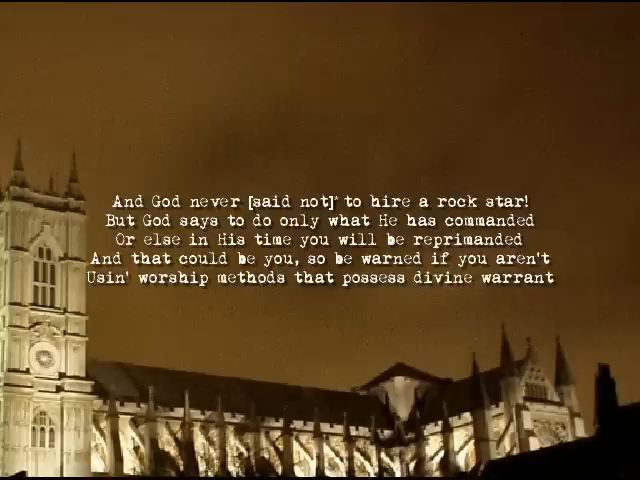 And God never [said not]* to hire a rock star!
But God says to do only what He has commanded
Or else in His time you will be reprimanded
And that could be you, so be warned if you aren't
Usin' worship methods that possess divine warrant